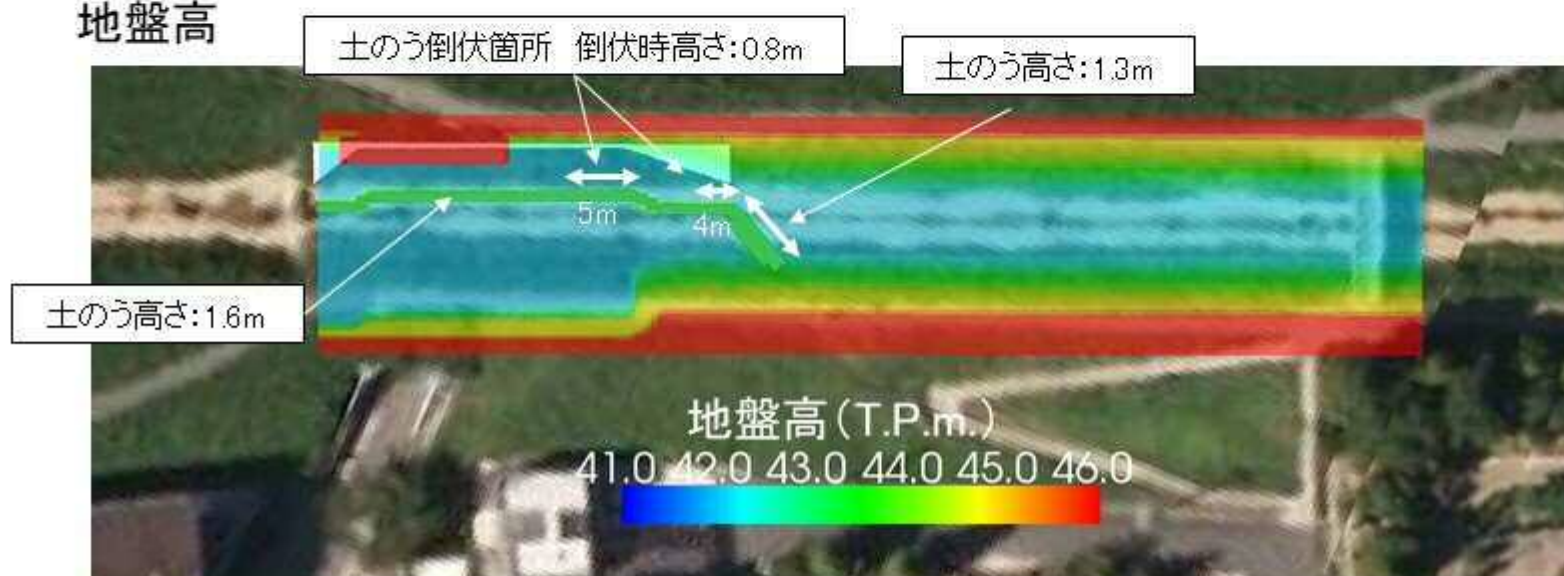 地盤高
土のう倒伏箇所 倒伏時高さ:0.8m
土のう高さ:1.3m
5m
4m
土のう高さ:1.6m
地盤高(T.P.m.)
41.0 42.0 43.0 44.0 45.0 46.0